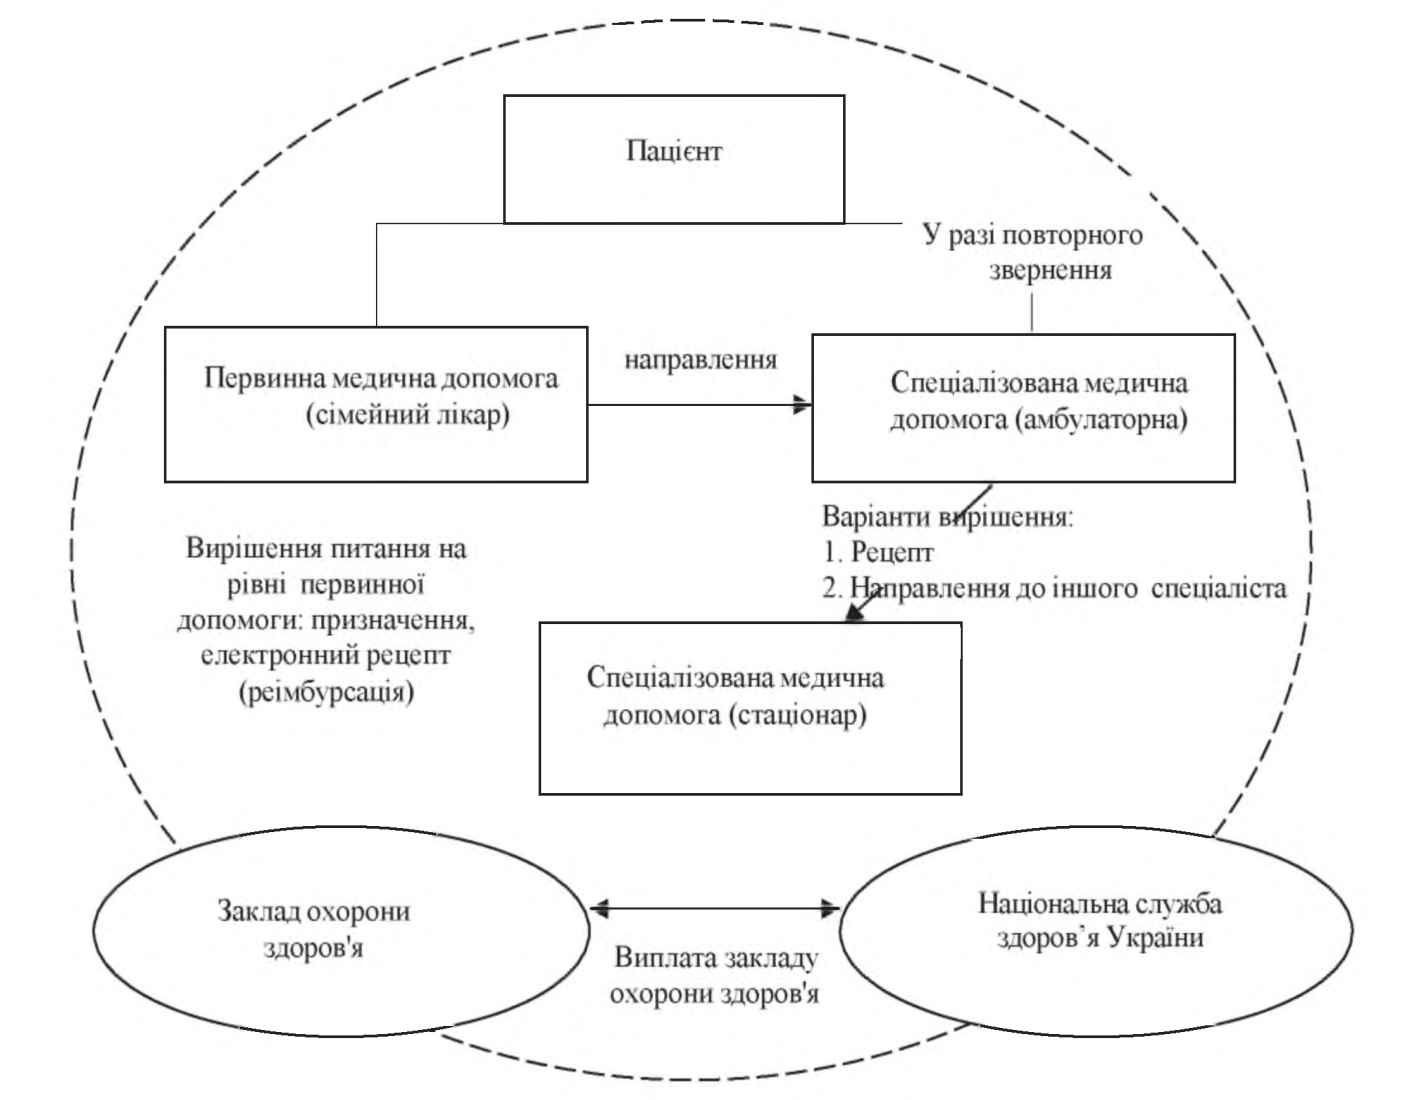 Пацієнт
У разі повторного
звернення
Первинна медична допомога
(сімейний лікар)
направлення
Спеціалізована медична
допомога (амбулаторна)
Варіанти вирішення:
1. Рецепт
2. Направлення до іншого спеціаліста
Вирішення питання на
рівні первинної
допомоги: призначення,
електронний рецепт
(реімбурсація)
Спеціалізована медична
допомога (стаціонар)
Заклад охорони
здоров'я
Виплата закладу
охорони здоров'я
Національна служба
здоров’я України